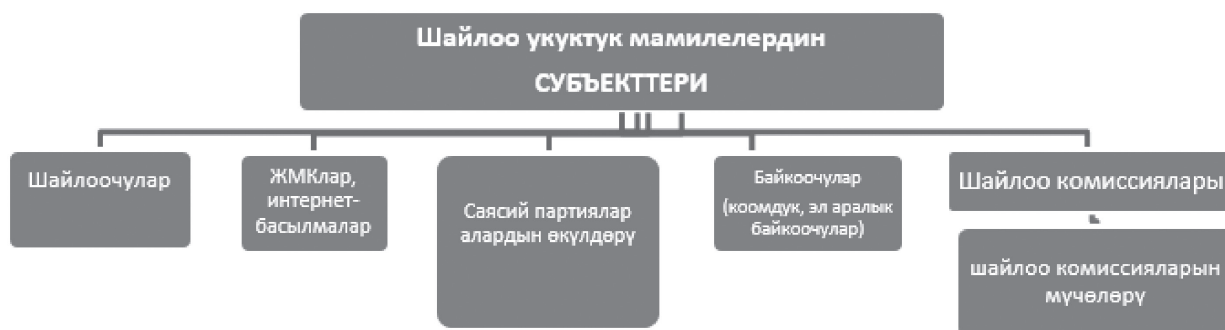 Шайлоо укуктук мамилелердин
СУБЪЕКТТЕРИ
Шайлоочулар
ЖМКлар,
интернет-
басылмалар
Саясий партиялар
алардын өкүлдөрү
Байкоочулар
(коомдук, эл аралык
байкоочулар)
Шайлоо комиссиялары
шайлоо комиссияларын
мүчөлөрү